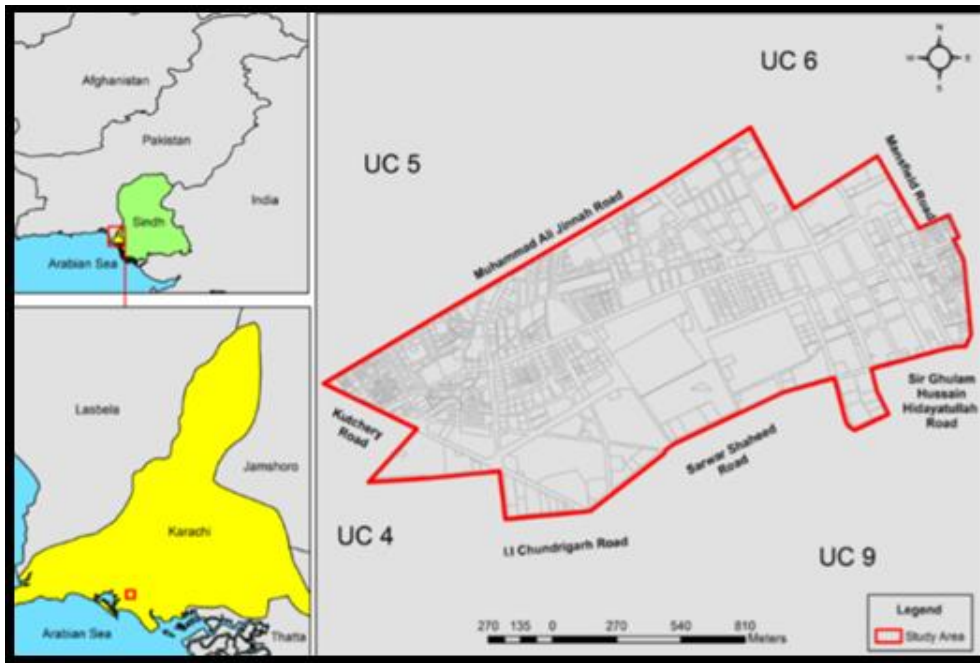 Afghanistan
Pakistan
India
Sindh
Arabian Sea
Lasbela
Jamshoro
Karachi
Arabian Sea
Thatta
UC 6
N
W E
S
UC 5
Mansfield Road
Muhammad Ali Jinnah Road
Kutchery
Road
Sir Ghulam
Hussain
Hidayatullah
Road
Sarwar Shaheed
Road
UC 4
I.I Chundrigarh Road
UC 9
270 135 0 270 540 810
Meters
Legend
Study Area